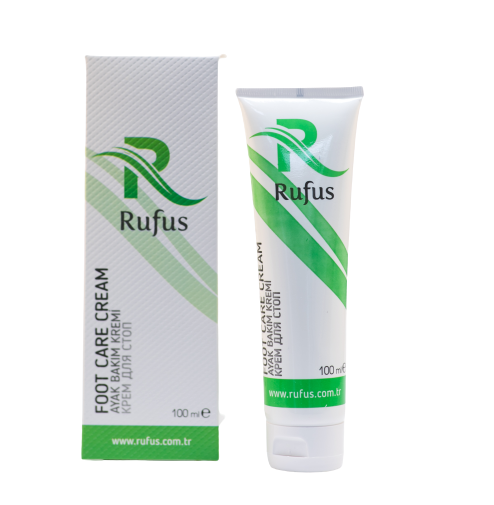 R
Rufus
FOOT CARE CREAM
AYAK BAKIM KREMİ
КРЕМ ДЛЯ СТОП
100 ml ℮
www.rufus.com.tr
R
Rufus
FOOT CARE CREAM
AYAK BAKIM KREMİ
КРЕМ ДЛЯ СТОП
100 ml ℮
www.rufus.com.tr